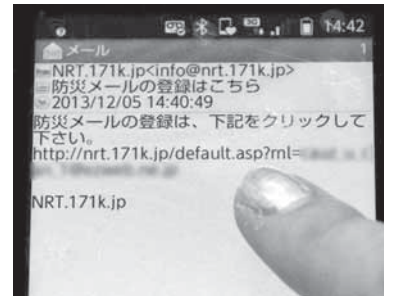 14:42
メール 1
NRT.171k.jp<info@nrt.171k.jp>
防災メールの登録はこちら
2013/12/05 14:40:49
防災メールの登録は、下記をクリックして
下さい。
http://nrt.171k.jp/default.asp?ml=
NRT.171k.jp